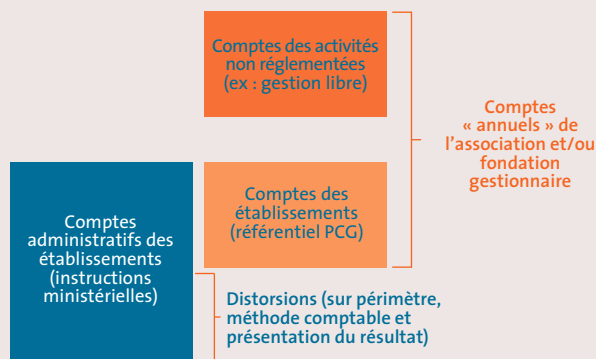 Comptes des activités
non réglementées
(ex : gestion libre)
Comptes
« annuels » de
l’association et/ou
fondation
gestionnaire
Comptes
administratifs des
établissements
(instructions
ministérielles)
Comptes des
établissements
(référentiel PCG)
Distorsions (sur périmètre,
méthode comptable et
présentation du résultat)